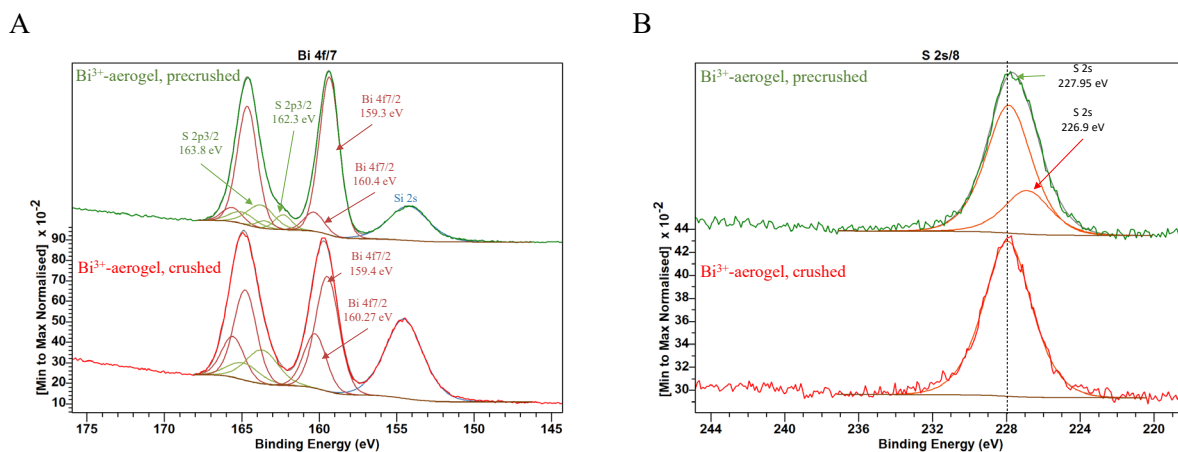 A
Bi 4f/7
Bi³⁺-aerogel, precrushed
S 2p3/2
163.8 eV
S 2p3/2
162.3 eV
Bi 4f7/2
159.3 eV
Bi 4f7/2
160.4 eV
Si 2s
Bi³⁺-aerogel, crushed
Bi 4f7/2
159.4 eV
Bi 4f7/2
160.27 eV
[Min to Max Normalised] x 10⁻²
90
80
70
60
50
40
30
20
10
175 170 165 160 155 150 145
Binding Energy (eV)
B
S 2s/8
Bi³⁺-aerogel, precrushed
S 2s
227.95 eV
S 2s
226.9 eV
Bi³⁺-aerogel, crushed
[Min to Max Normalised] x 10⁻²
44
42
40
38
36
34
32
30
244 240 236 232 228 224 220
Binding Energy (eV)